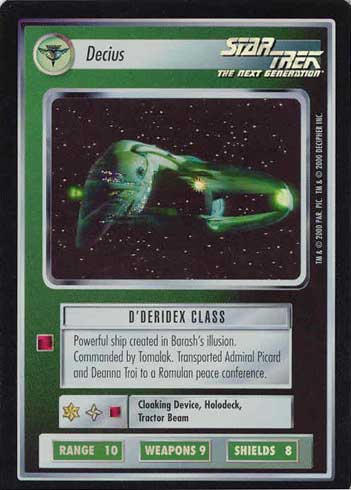 Decius
STAR TREK
THE NEXT GENERATION
TM & © 2000 PAR. PIC. TM & © 2000 DECIPHER INC.
D'DERIDEX CLASS
Powerful ship created in Barash's illusion.
Commanded by Tomalak. Transported Admiral Picard
and Deanna Troi to a Romulan peace conference.
Cloaking Device, Holodeck,
Tractor Beam
RANGE 10 WEAPONS 9 SHIELDS 8